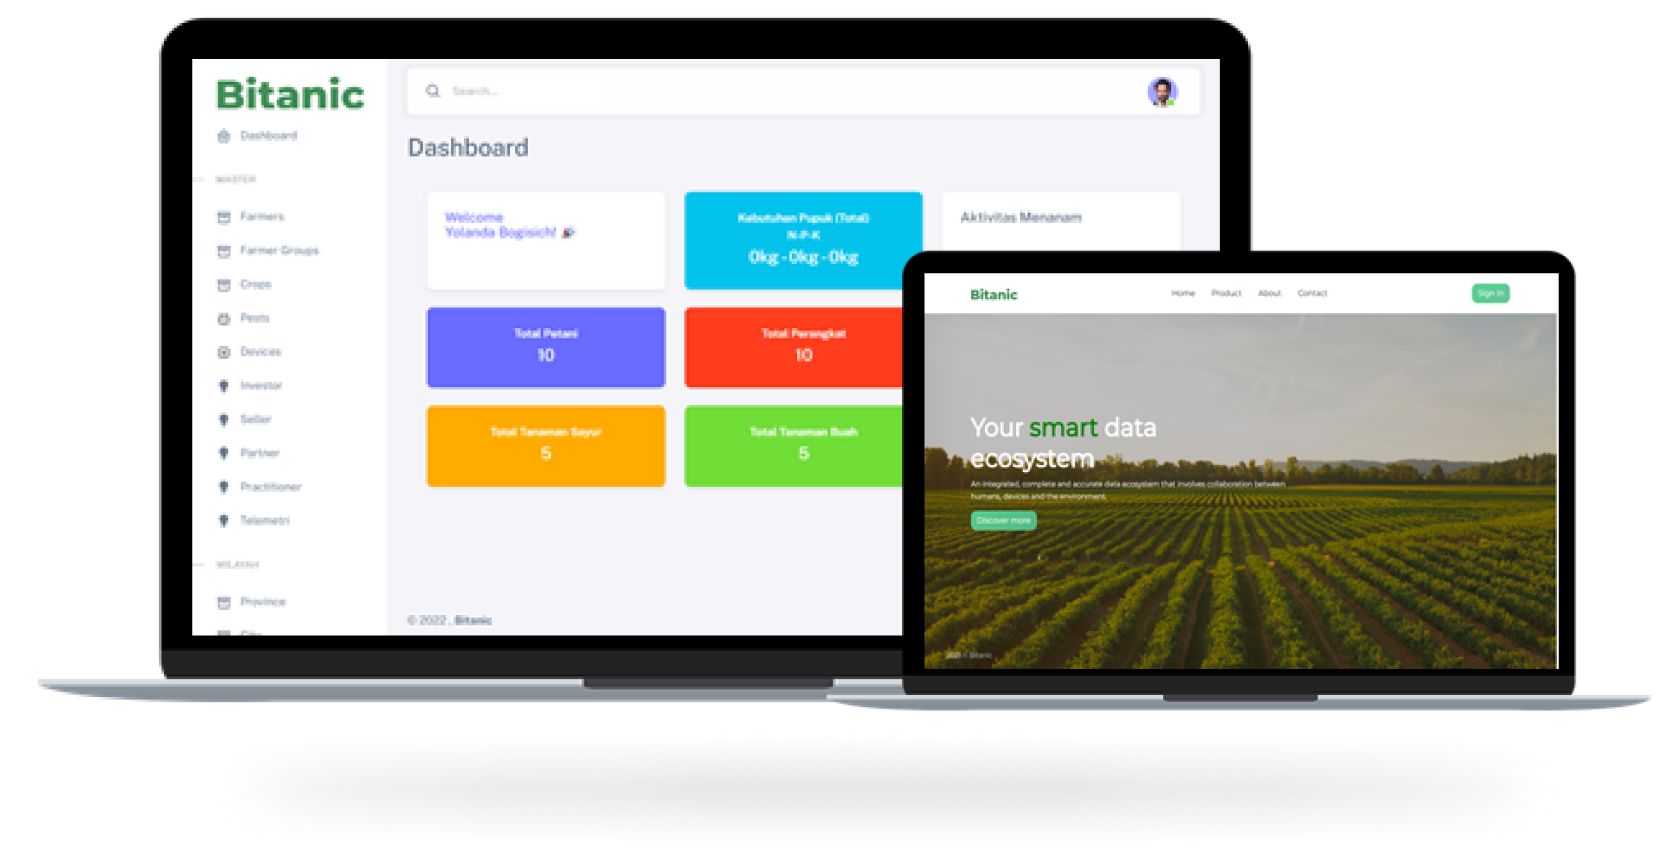 Bitanic
Search...
Dashboard
Dashboard
MASTER
Farmers
Farmer Groups
Crops
Pests
Devices
Investor
Seller
Partner
Practitioner
Telemetri
WILAYAH
Province
Welcome
Yolanda Bogisich!
Kebutuhan Pupuk (Total)
N-P-K
0kg - 0kg - 0kg
Aktivitas Menanam
Total Petani
10
Total Perangkat
10
Total Tanaman Sayur
5
Total Tanaman Buah
5
© 2022 . Bitanic
Bitanic
Home Product About Contact
Sign In
Your smart data
ecosystem
An integrated, complete and accurate data ecosystem that involves collaboration between
humans, devices and the environment.
Discover more
2021 © Bitanic